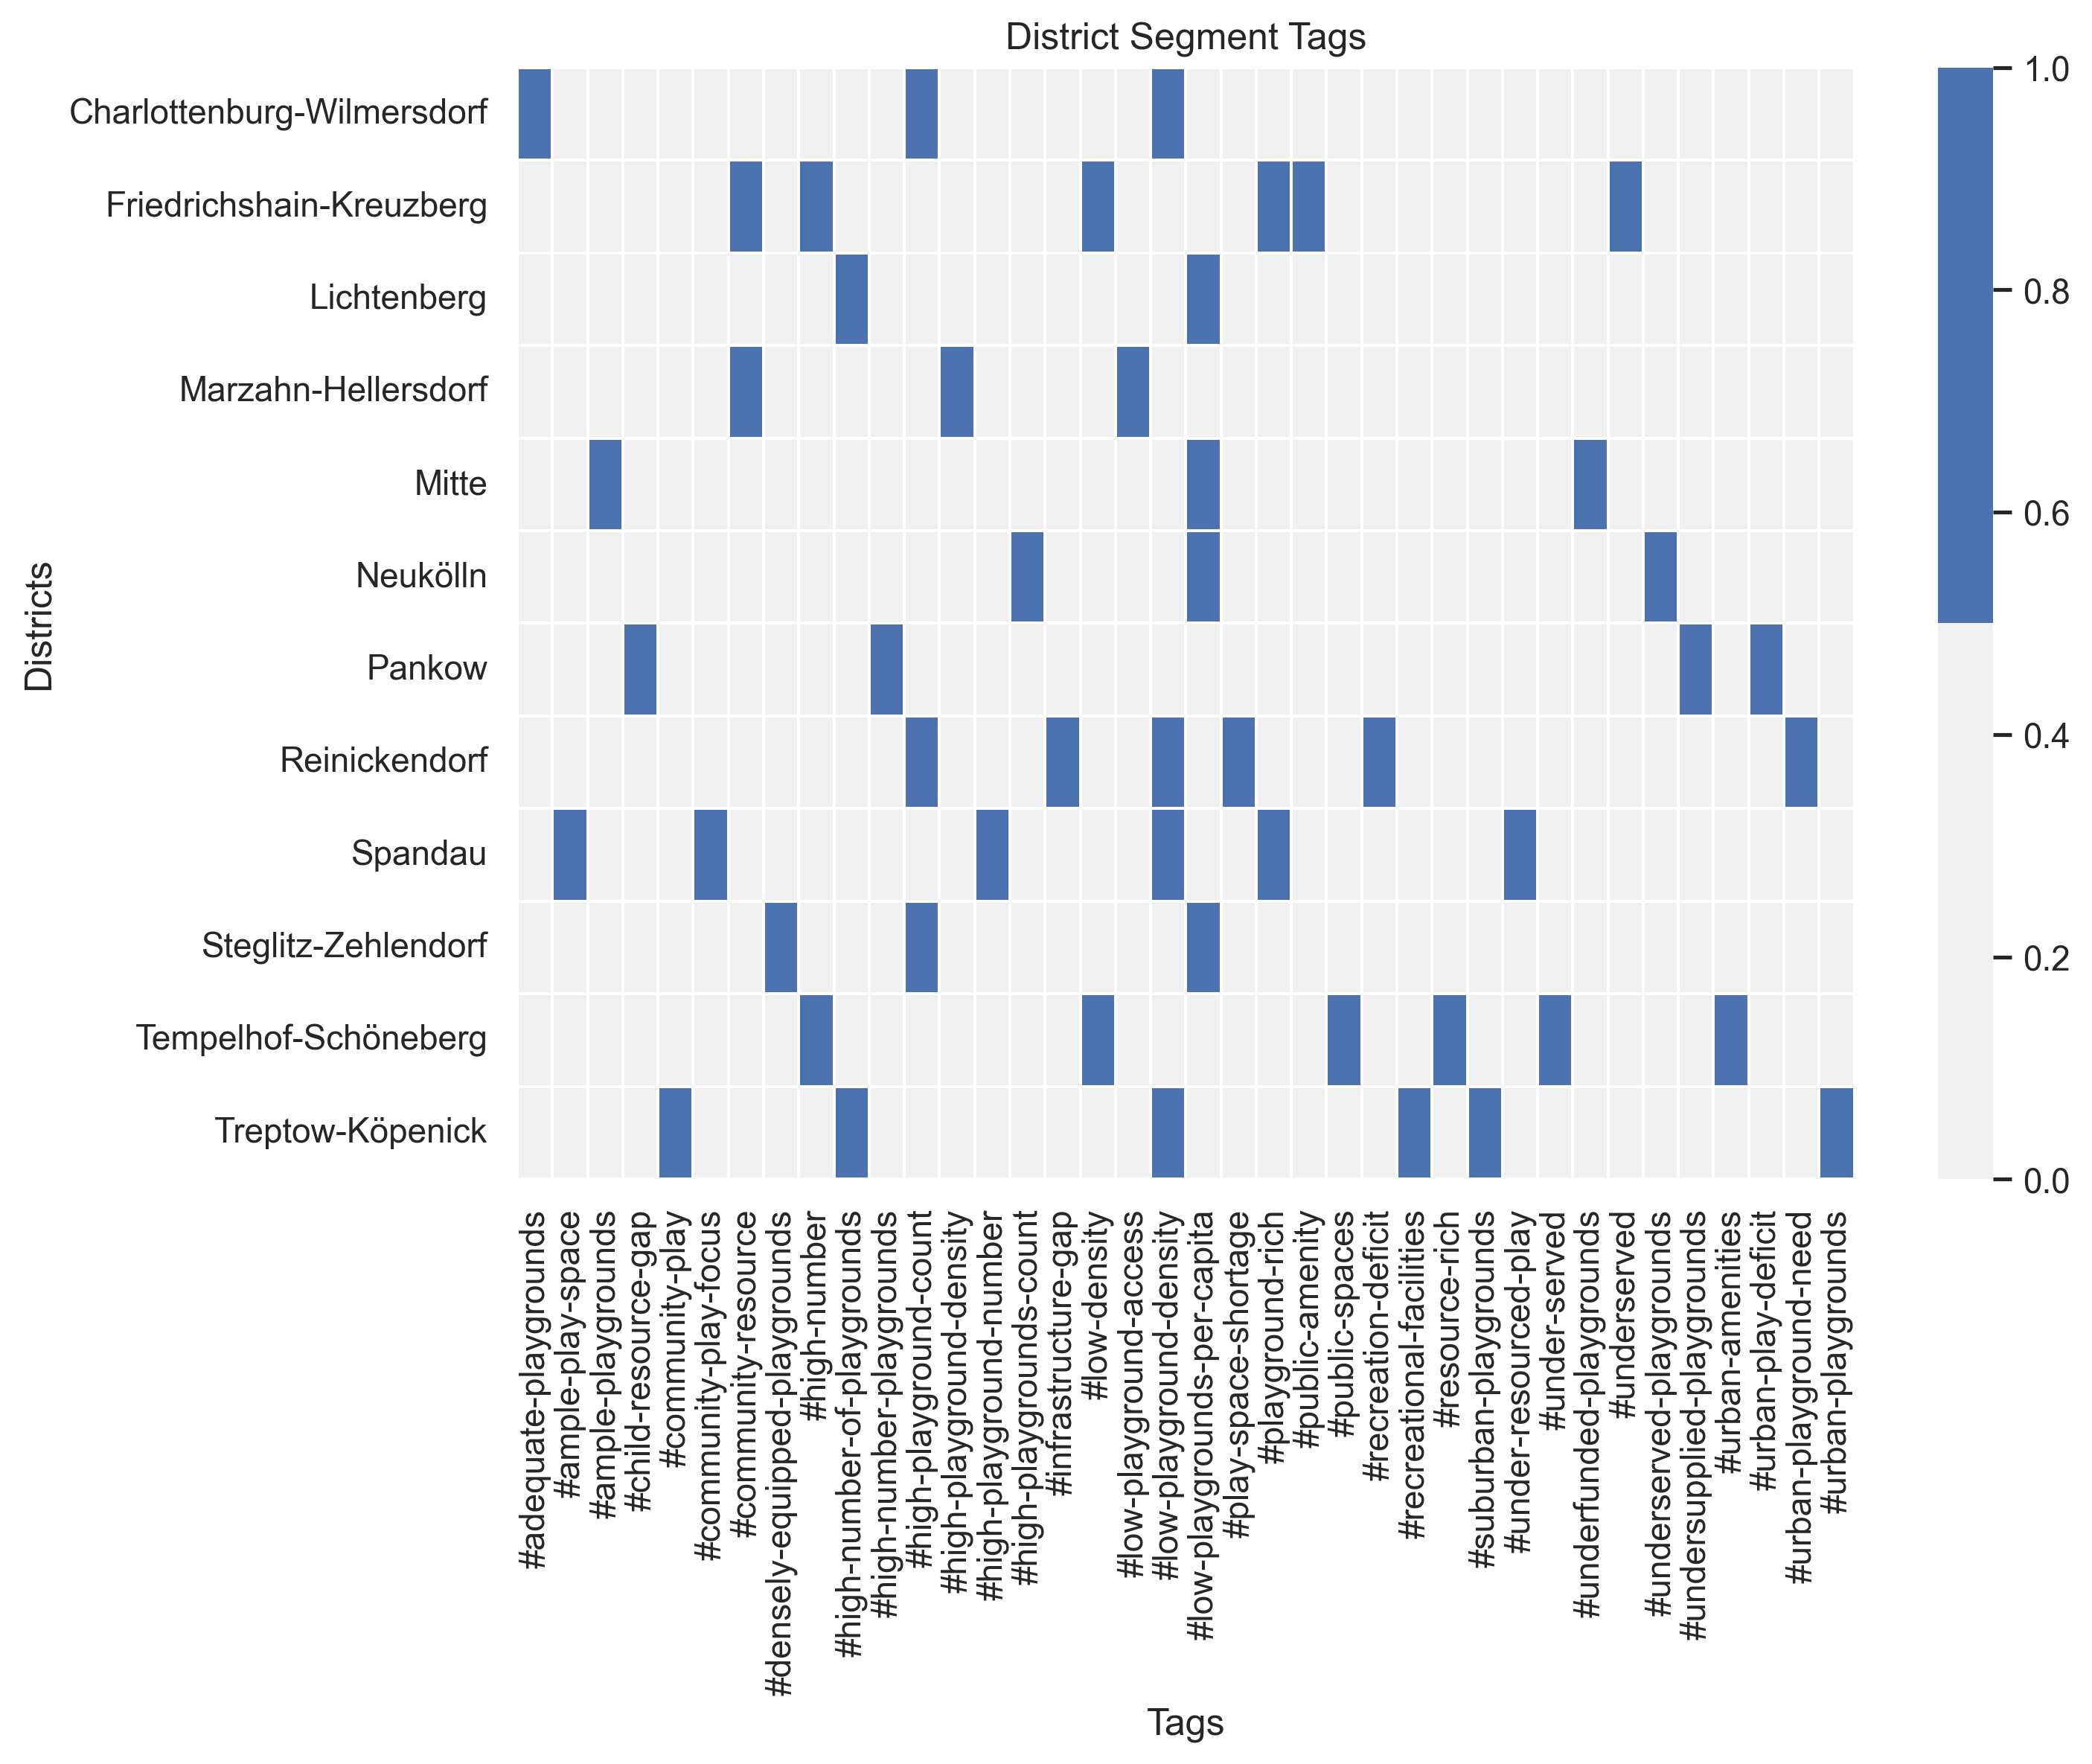 District Segment Tags
Charlottenburg-Wilmersdorf
Friedrichshain-Kreuzberg
Lichtenberg
Marzahn-Hellersdorf
Mitte
Neukölln
Pankow
Reinickendorf
Spandau
Steglitz-Zehlendorf
Tempelhof-Schöneberg
Treptow-Köpenick
Districts
#adequate-playgrounds
#ample-play-space
#ample-playgrounds
#child-resource-gap
#community-play
#community-play-focus
#community-resource
#densely-equipped-playgrounds
#high-number
#high-number-of-playgrounds
#high-number-playgrounds
#high-playground-count
#high-playground-density
#high-playground-number
#high-playgrounds-count
#infrastructure-gap
#low-density
#low-playground-access
#low-playground-density
#low-playgrounds-per-capita
#play-space-shortage
#playground-rich
#public-amenity
#public-spaces
#recreation-deficit
#recreational-facilities
#resource-rich
#suburban-playgrounds
#under-resourced-play
#under-served
#underfunded-playgrounds
#underserved
#underserved-playgrounds
#undersupplied-playgrounds
#urban-amenities
#urban-play-deficit
#urban-playground-need
#urban-playgrounds
Tags
1.0
0.8
0.6
0.4
0.2
0.0